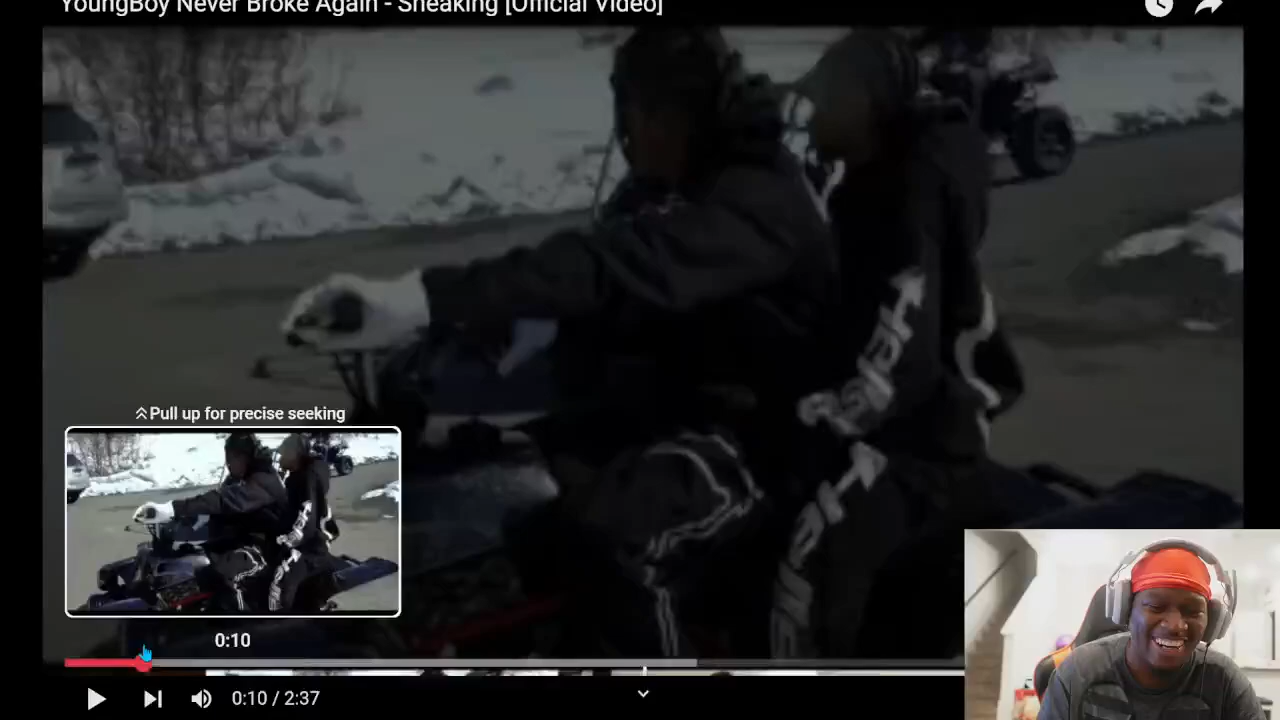 YoungBoy Never Broke Again - Sneaking [Official Video]
Pull up for precise seeking
0:10
0:10 / 2:37